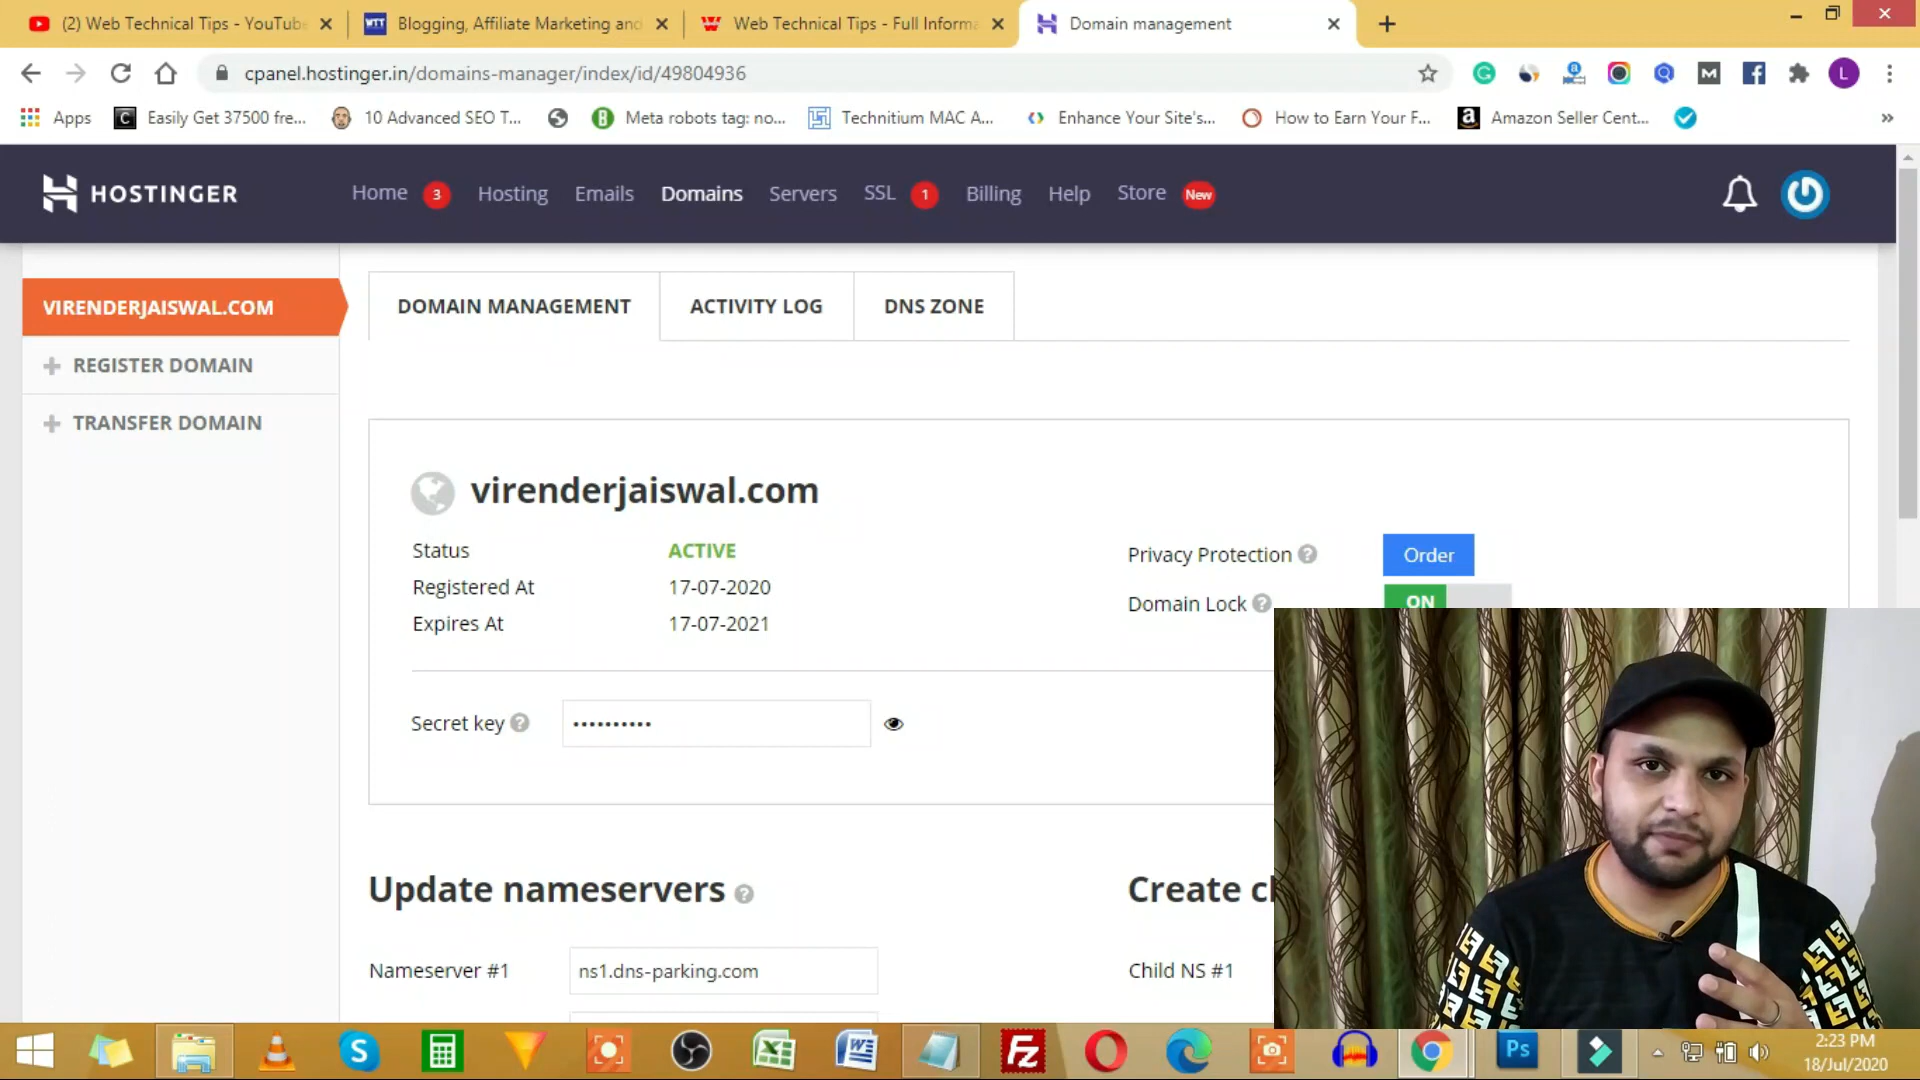 (2) Web Technical Tips - YouTube
WTT
Blogging, Affiliate Marketing and
Web Technical Tips - Full Informa
Domain management
cpanel.hostinger.in/domains-manager/index/id/49804936
L
Apps
Easily Get 37500 fre...
10 Advanced SEO T...
Meta robots tag: no...
Technitium MAC A...
Enhance Your Site's...
How to Earn Your F...
Amazon Seller Cent...
HOSTINGER
Home 3
Hosting
Emails
Domains
Servers
SSL 1
Billing
Help
Store New
VIRENDERJAISWAL.COM
REGISTER DOMAIN
TRANSFER DOMAIN
DOMAIN MANAGEMENT
ACTIVITY LOG
DNS ZONE
virenderjaiswal.com
Status ACTIVE
Registered At 17-07-2020
Expires At 17-07-2021
Privacy Protection Order
Domain Lock ON
Secret key
Update nameservers
Create c
Nameserver #1 ns1.dns-parking.com
Child NS #1
Ps
2:23 PM
18/Jul/2020